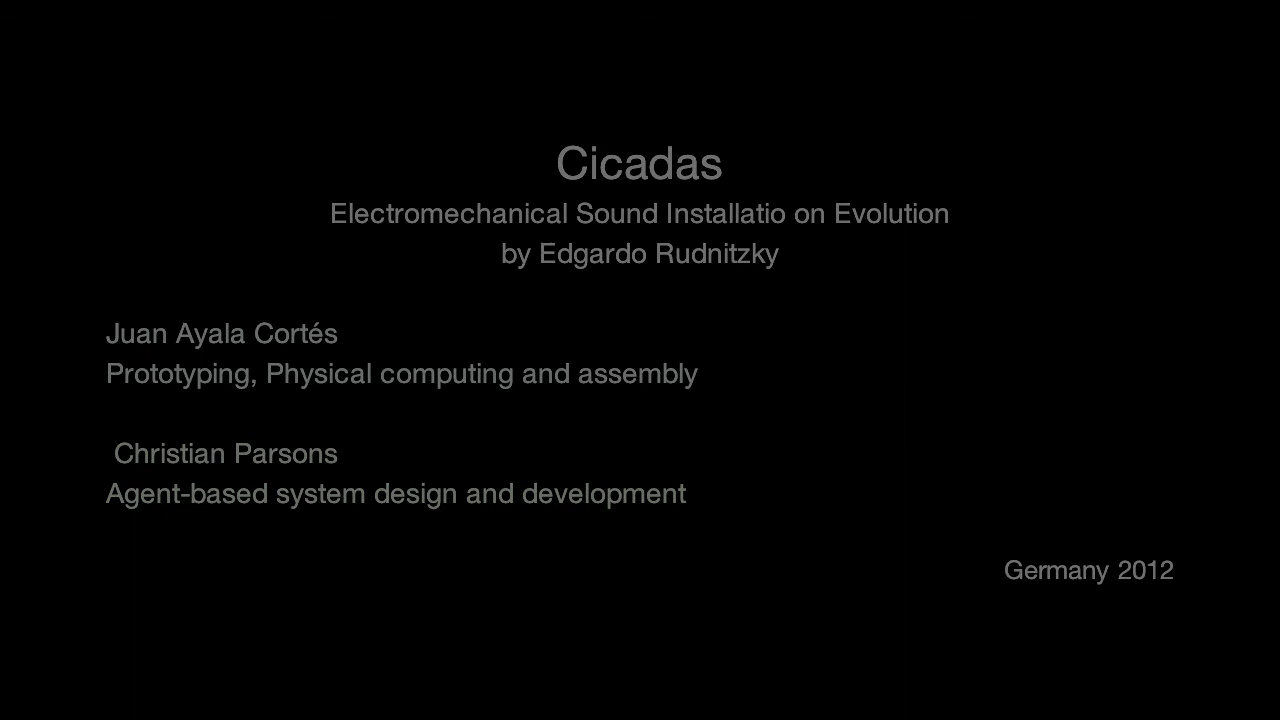 Cicadas
Electromechanical Sound Installatio on Evolution
by Edgardo Rudnitzky
Juan Ayala Cortés
Prototyping, Physical computing and assembly
Christian Parsons
Agent-based system design and development
Germany 2012